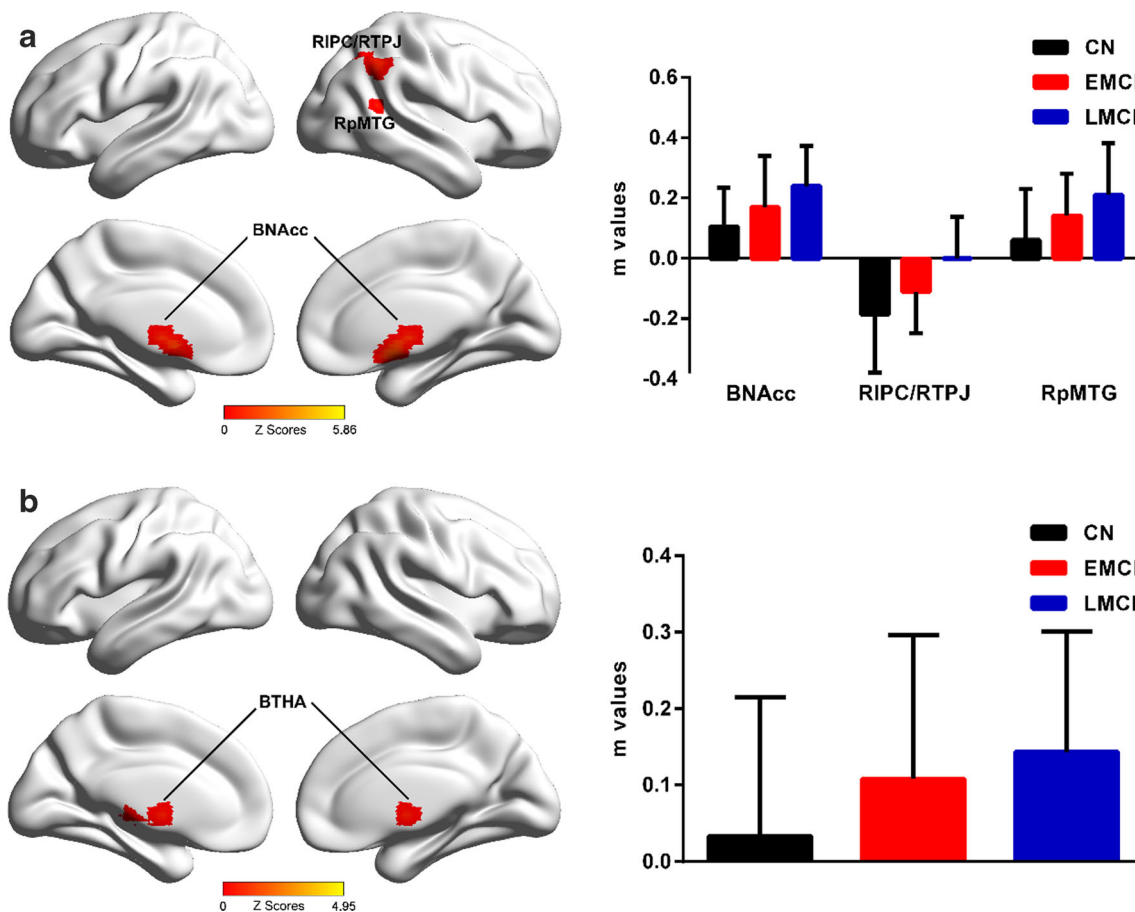 a
RIPC/RTPJ
RpMTG
BNAcc
0 Z Scores 5.86
CN
EMCI
LMCI
m values
0.6
0.4
0.2
0.0
-0.2
-0.4
BNAcc RIPC/RTPJ RpMTG
b
BTHA
0 Z Scores 4.95
CN
EMCI
LMCI
m values
0.4
0.3
0.2
0.1
0.0